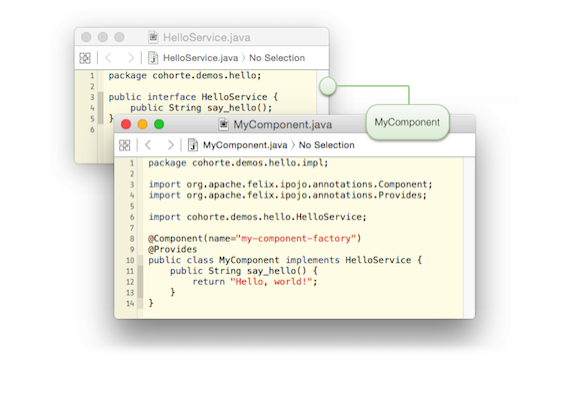 HelloService.java
HelloService.java 〉No Selection
1 package cohorte.demos.hello;
2
3 public interface HelloService {
4 public String say_hello();
5 }
6
MyComponent
MyComponent.java
MyComponent.java 〉No Selection
1 package cohorte.demos.hello.impl;
2
3 import org.apache.felix.ipojo.annotations.Component;
4 import org.apache.felix.ipojo.annotations.Provides;
5
6 import cohorte.demos.hello.HelloService;
7
8 @Component(name="my-component-factory")
9 @Provides
10 public class MyComponent implements HelloService {
11 public String say_hello() {
12 return "Hello, world!";
13 }
14 }